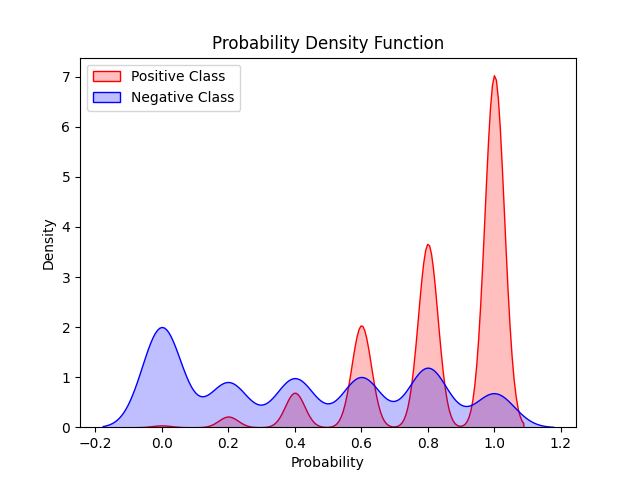 Probability Density Function
Positive Class
Negative Class
7
6
5
4
3
2
1
0
Density
−0.2 0.0 0.2 0.4 0.6 0.8 1.0 1.2
Probability